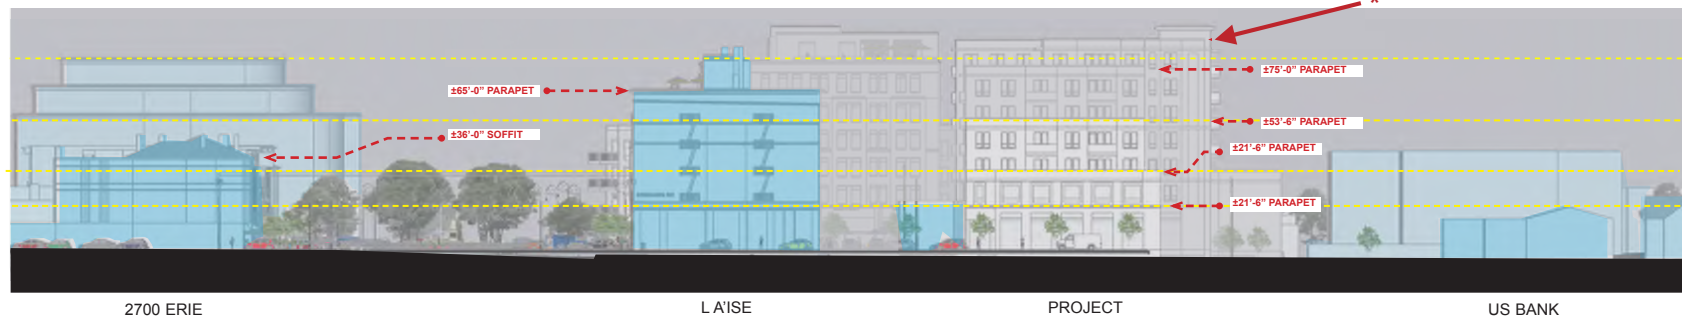 *
±75’-0” PARAPET
±65’-0” PARAPET
±53’-6” PARAPET
±36’-0” SOFFIT
±21’-6” PARAPET
±21’-6” PARAPET
2700 ERIE
L A’ISE
PROJECT
US BANK